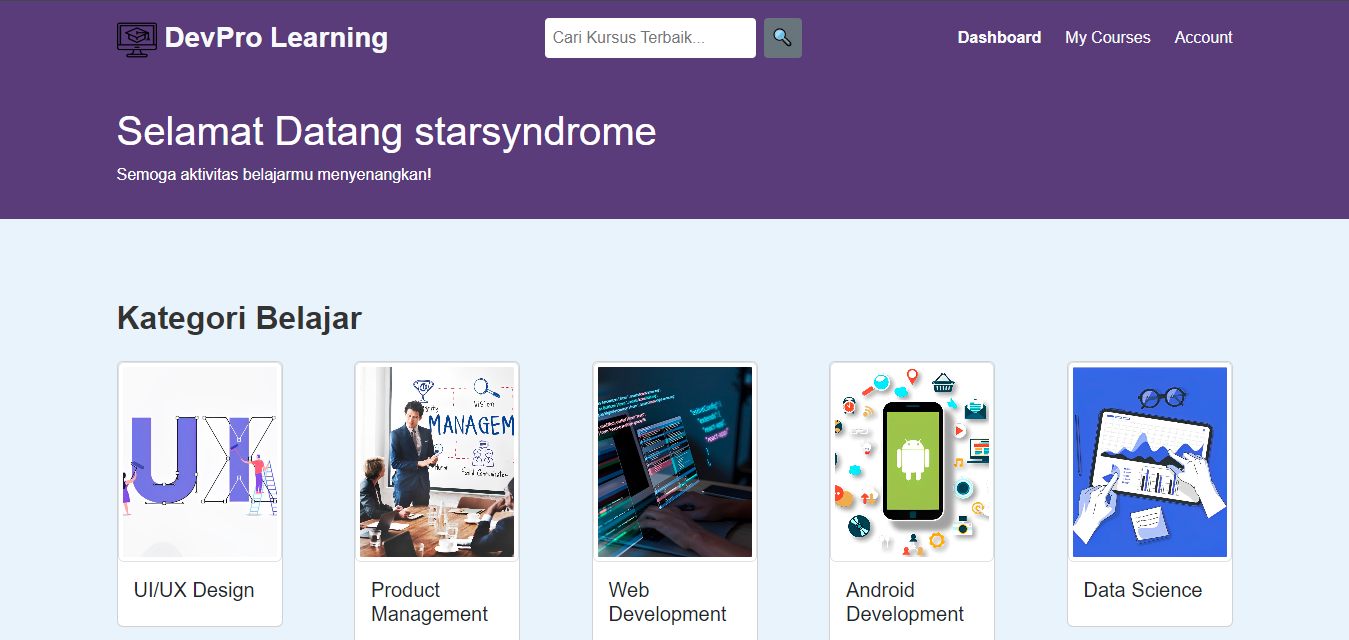 DevPro Learning
Cari Kursus Terbaik...
Dashboard
My Courses
Account
Selamat Datang starsyndrome
Semoga aktivitas belajarmu menyenangkan!
Kategori Belajar
UX
VISION
MANAGEM
UI/UX Design
Product
Management
Web
Development
Android
Development
Data Science